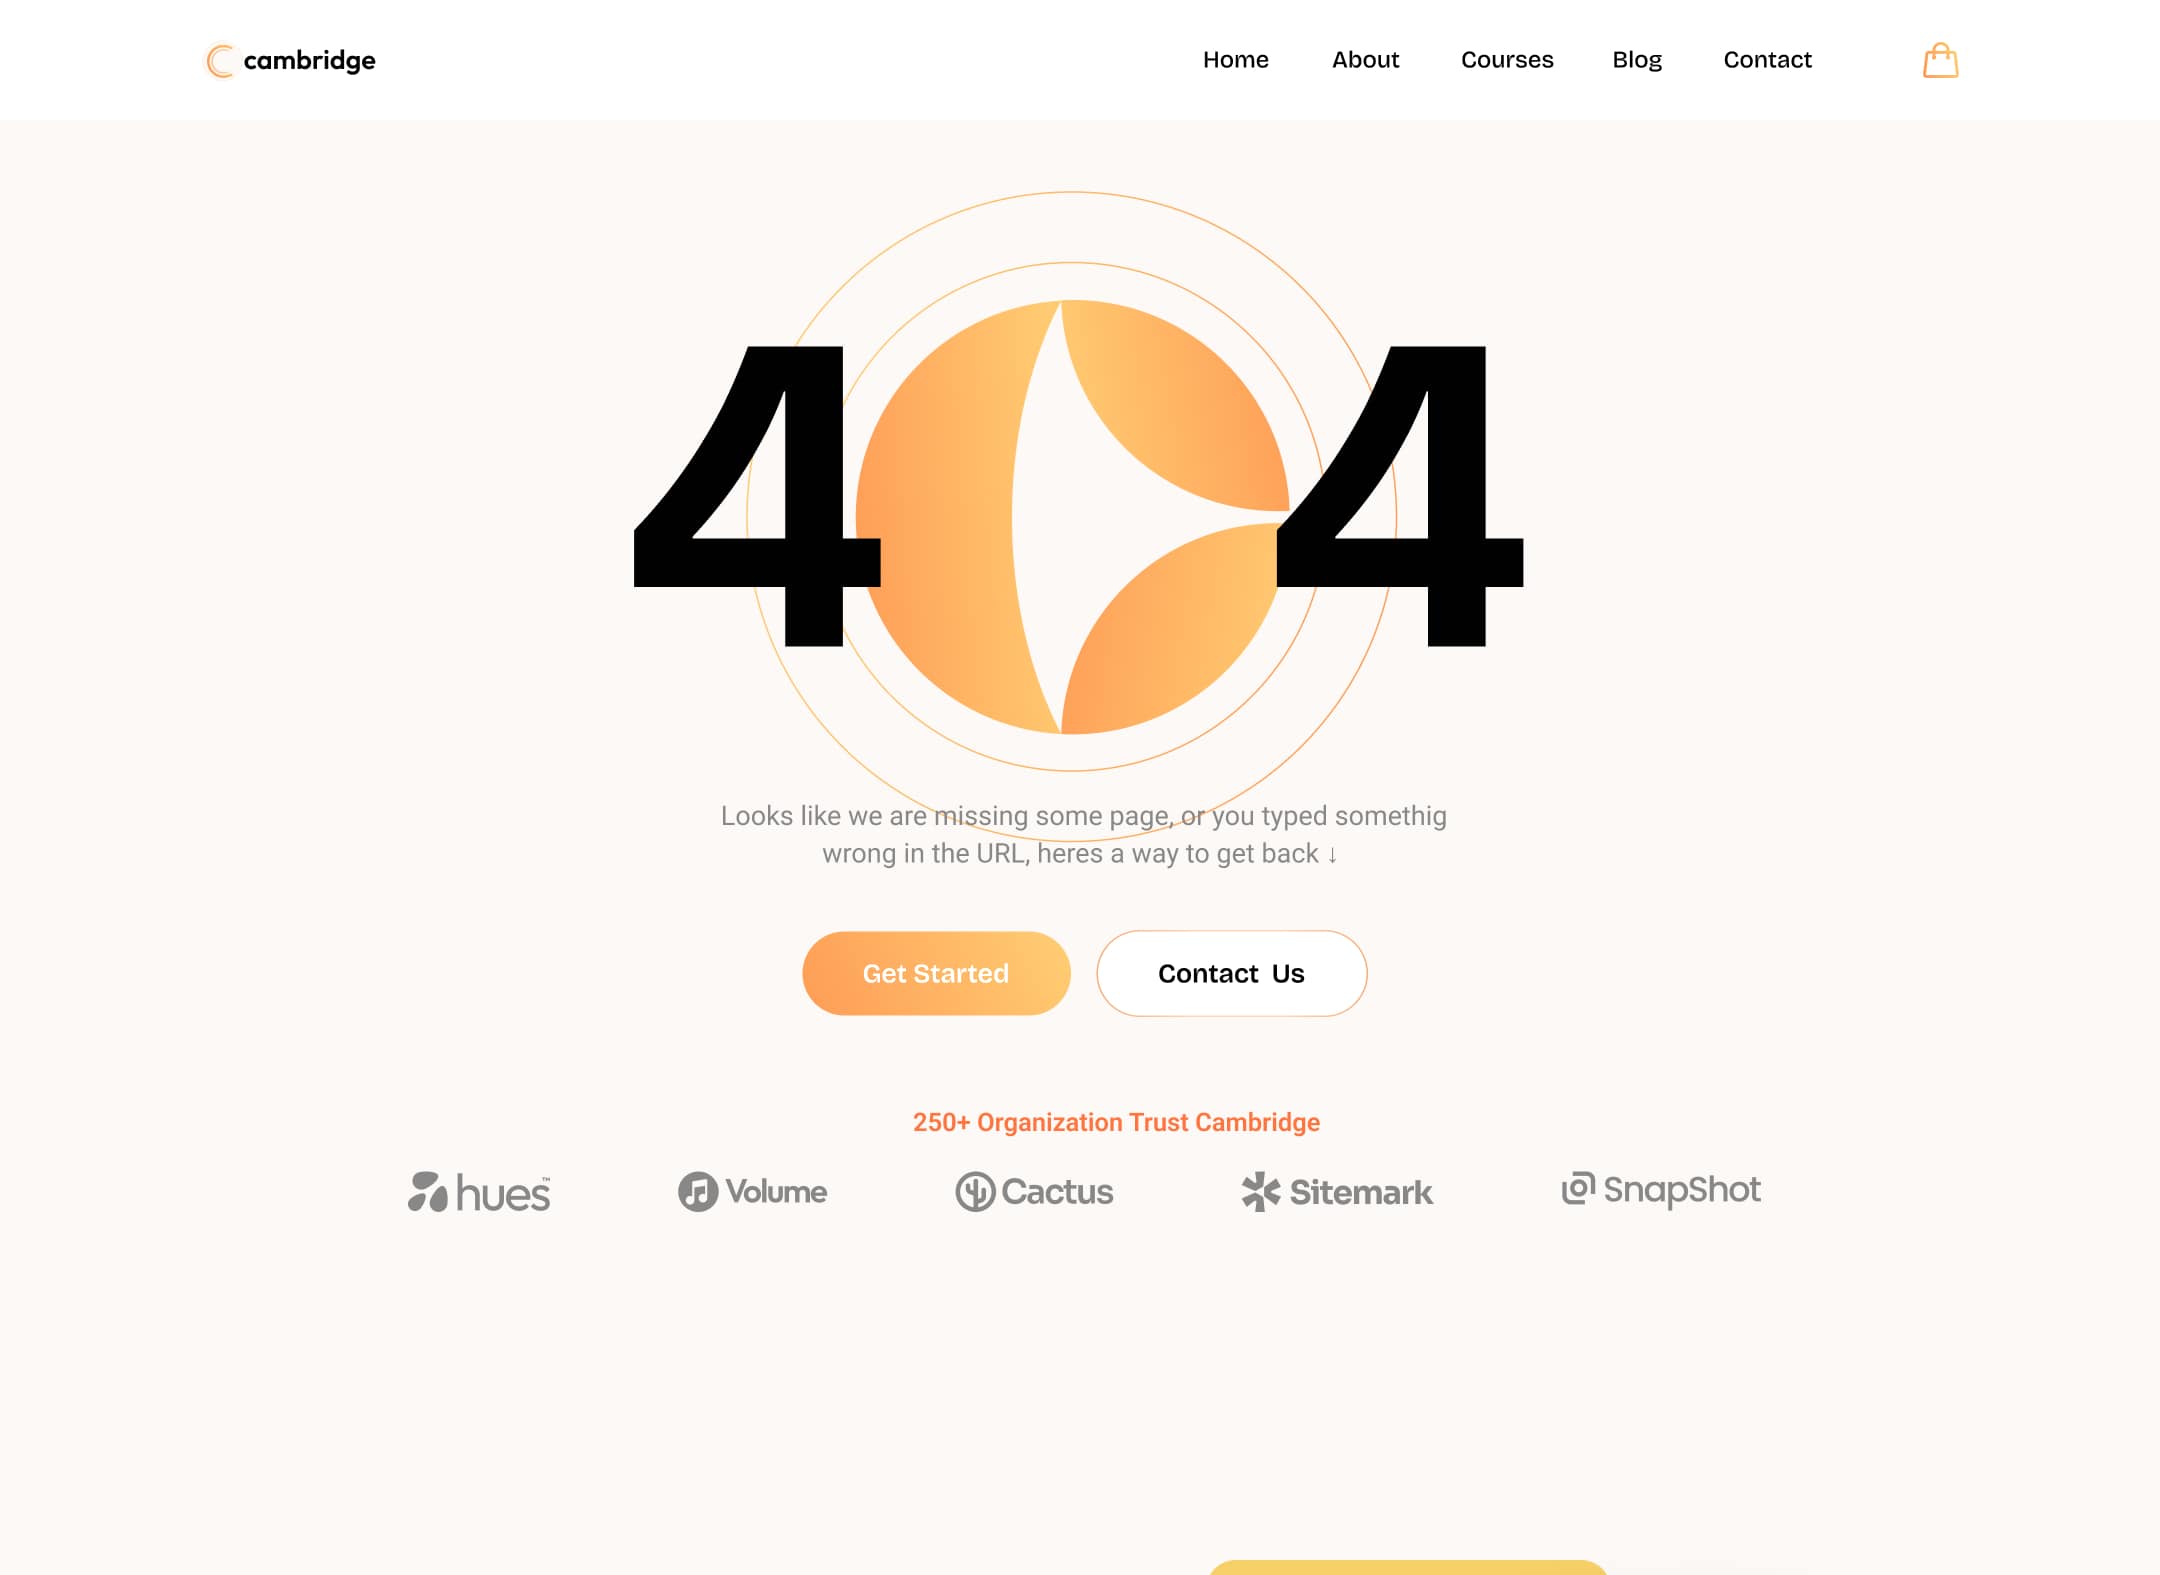 cambridge
Home About Courses Blog Contact
4 4
Looks like we are missing some page, or you typed somethig
wrong in the URL, heres a way to get back ↓
Get Started Contact Us
250+ Organization Trust Cambridge
hues™ Volume Cactus Sitemark SnapShot